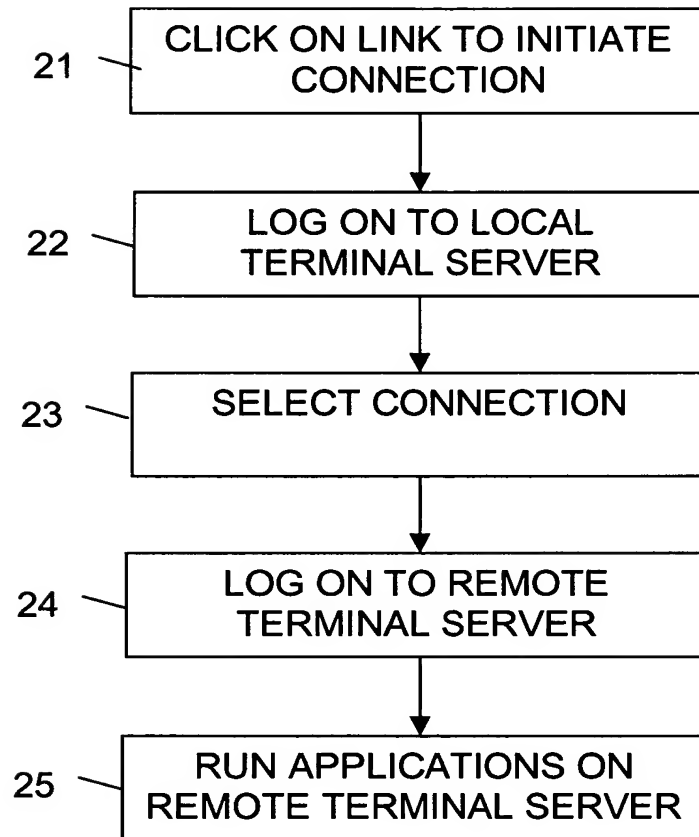 21
CLICK ON LINK TO INITIATE
CONNECTION
22
LOG ON TO LOCAL
TERMINAL SERVER
23
SELECT CONNECTION
24
LOG ON TO REMOTE
TERMINAL SERVER
25
RUN APPLICATIONS ON
REMOTE TERMINAL SERVER